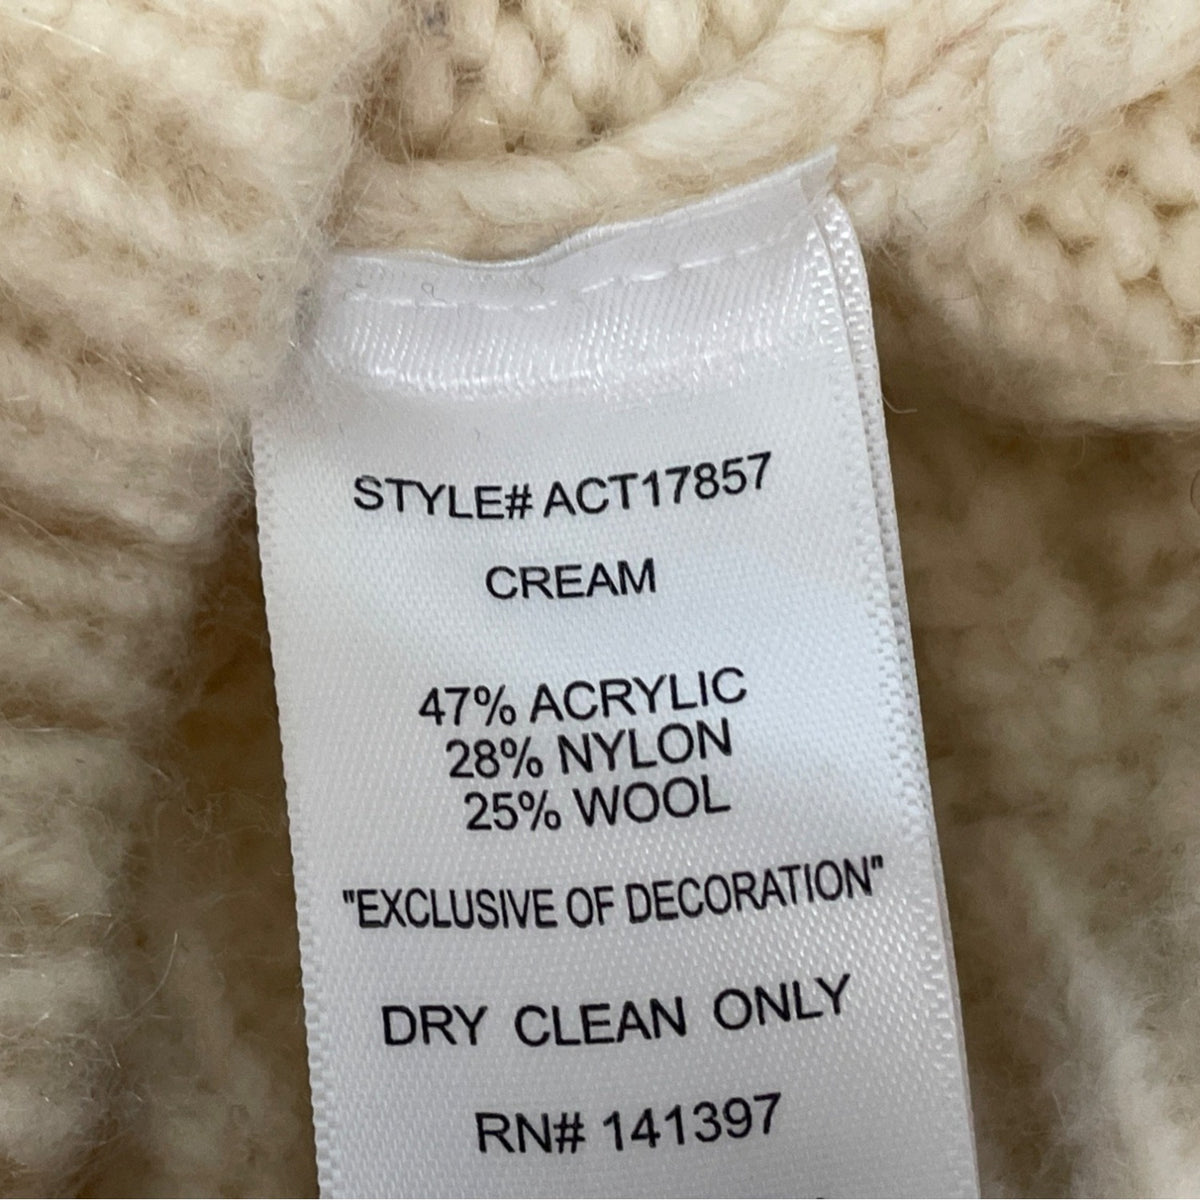 STYLE# ACT17857
CREAM
47% ACRYLIC
28% NYLON
25% WOOL
"EXCLUSIVE OF DECORATION"
DRY CLEAN ONLY
RN# 141397